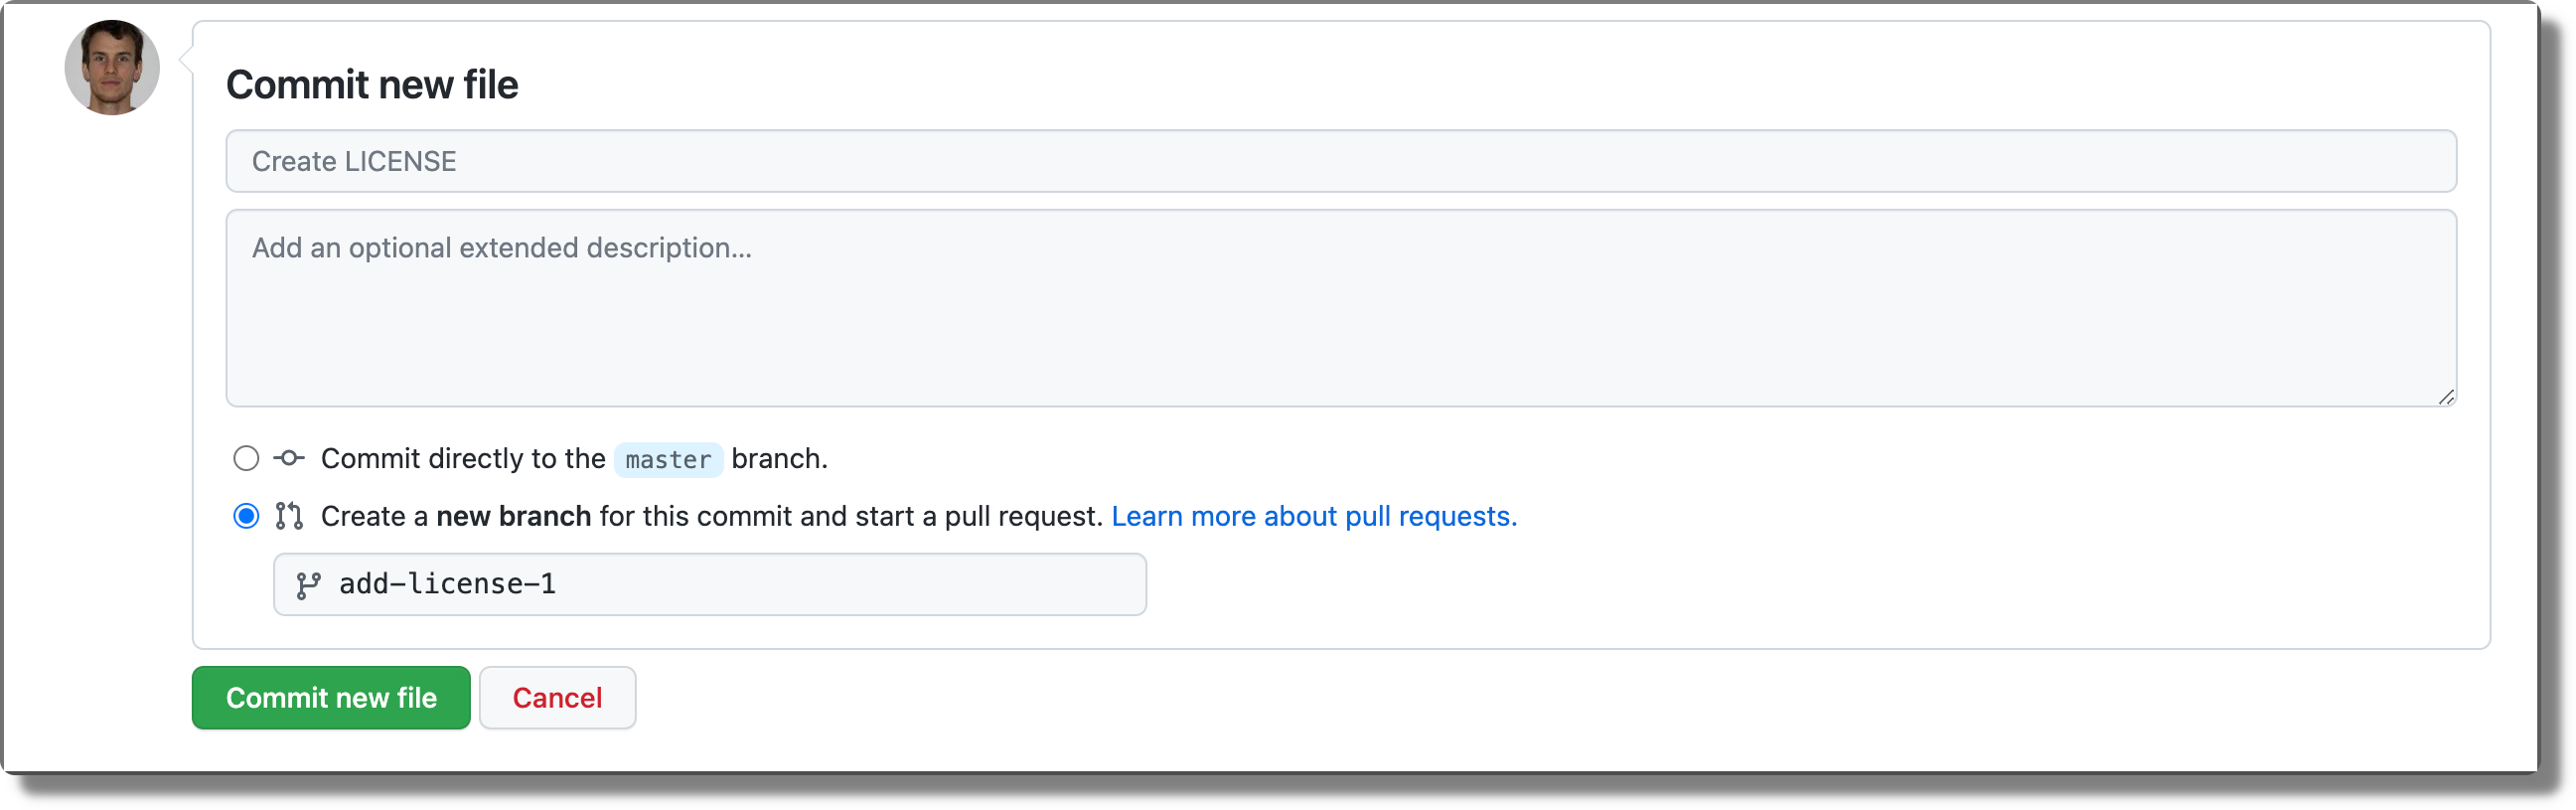 Commit new file
Create LICENSE
Add an optional extended description...
Commit directly to the master branch.
Create a new branch for this commit and start a pull request. Learn more about pull requests.
add-license-1
Commit new file Cancel